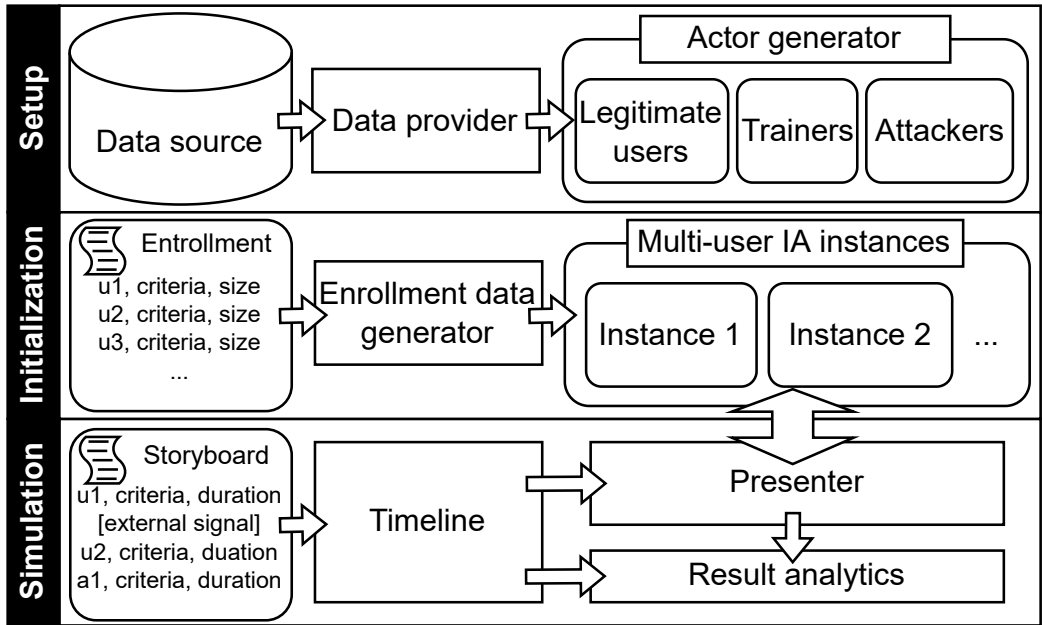 Setup
Data source
Data provider
Actor generator
Legitimate
users
Trainers
Attackers
Initialization
Entrollment
u1, criteria, size
u2, criteria, size
u3, criteria, size
...
Enrollment data
generator
Multi-user IA instances
Instance 1
Instance 2
...
Simulation
Storyboard
u1, criteria, duration
[external signal]
u2, criteria, duation
a1, criteria, duration
Timeline
Presenter
Result analytics